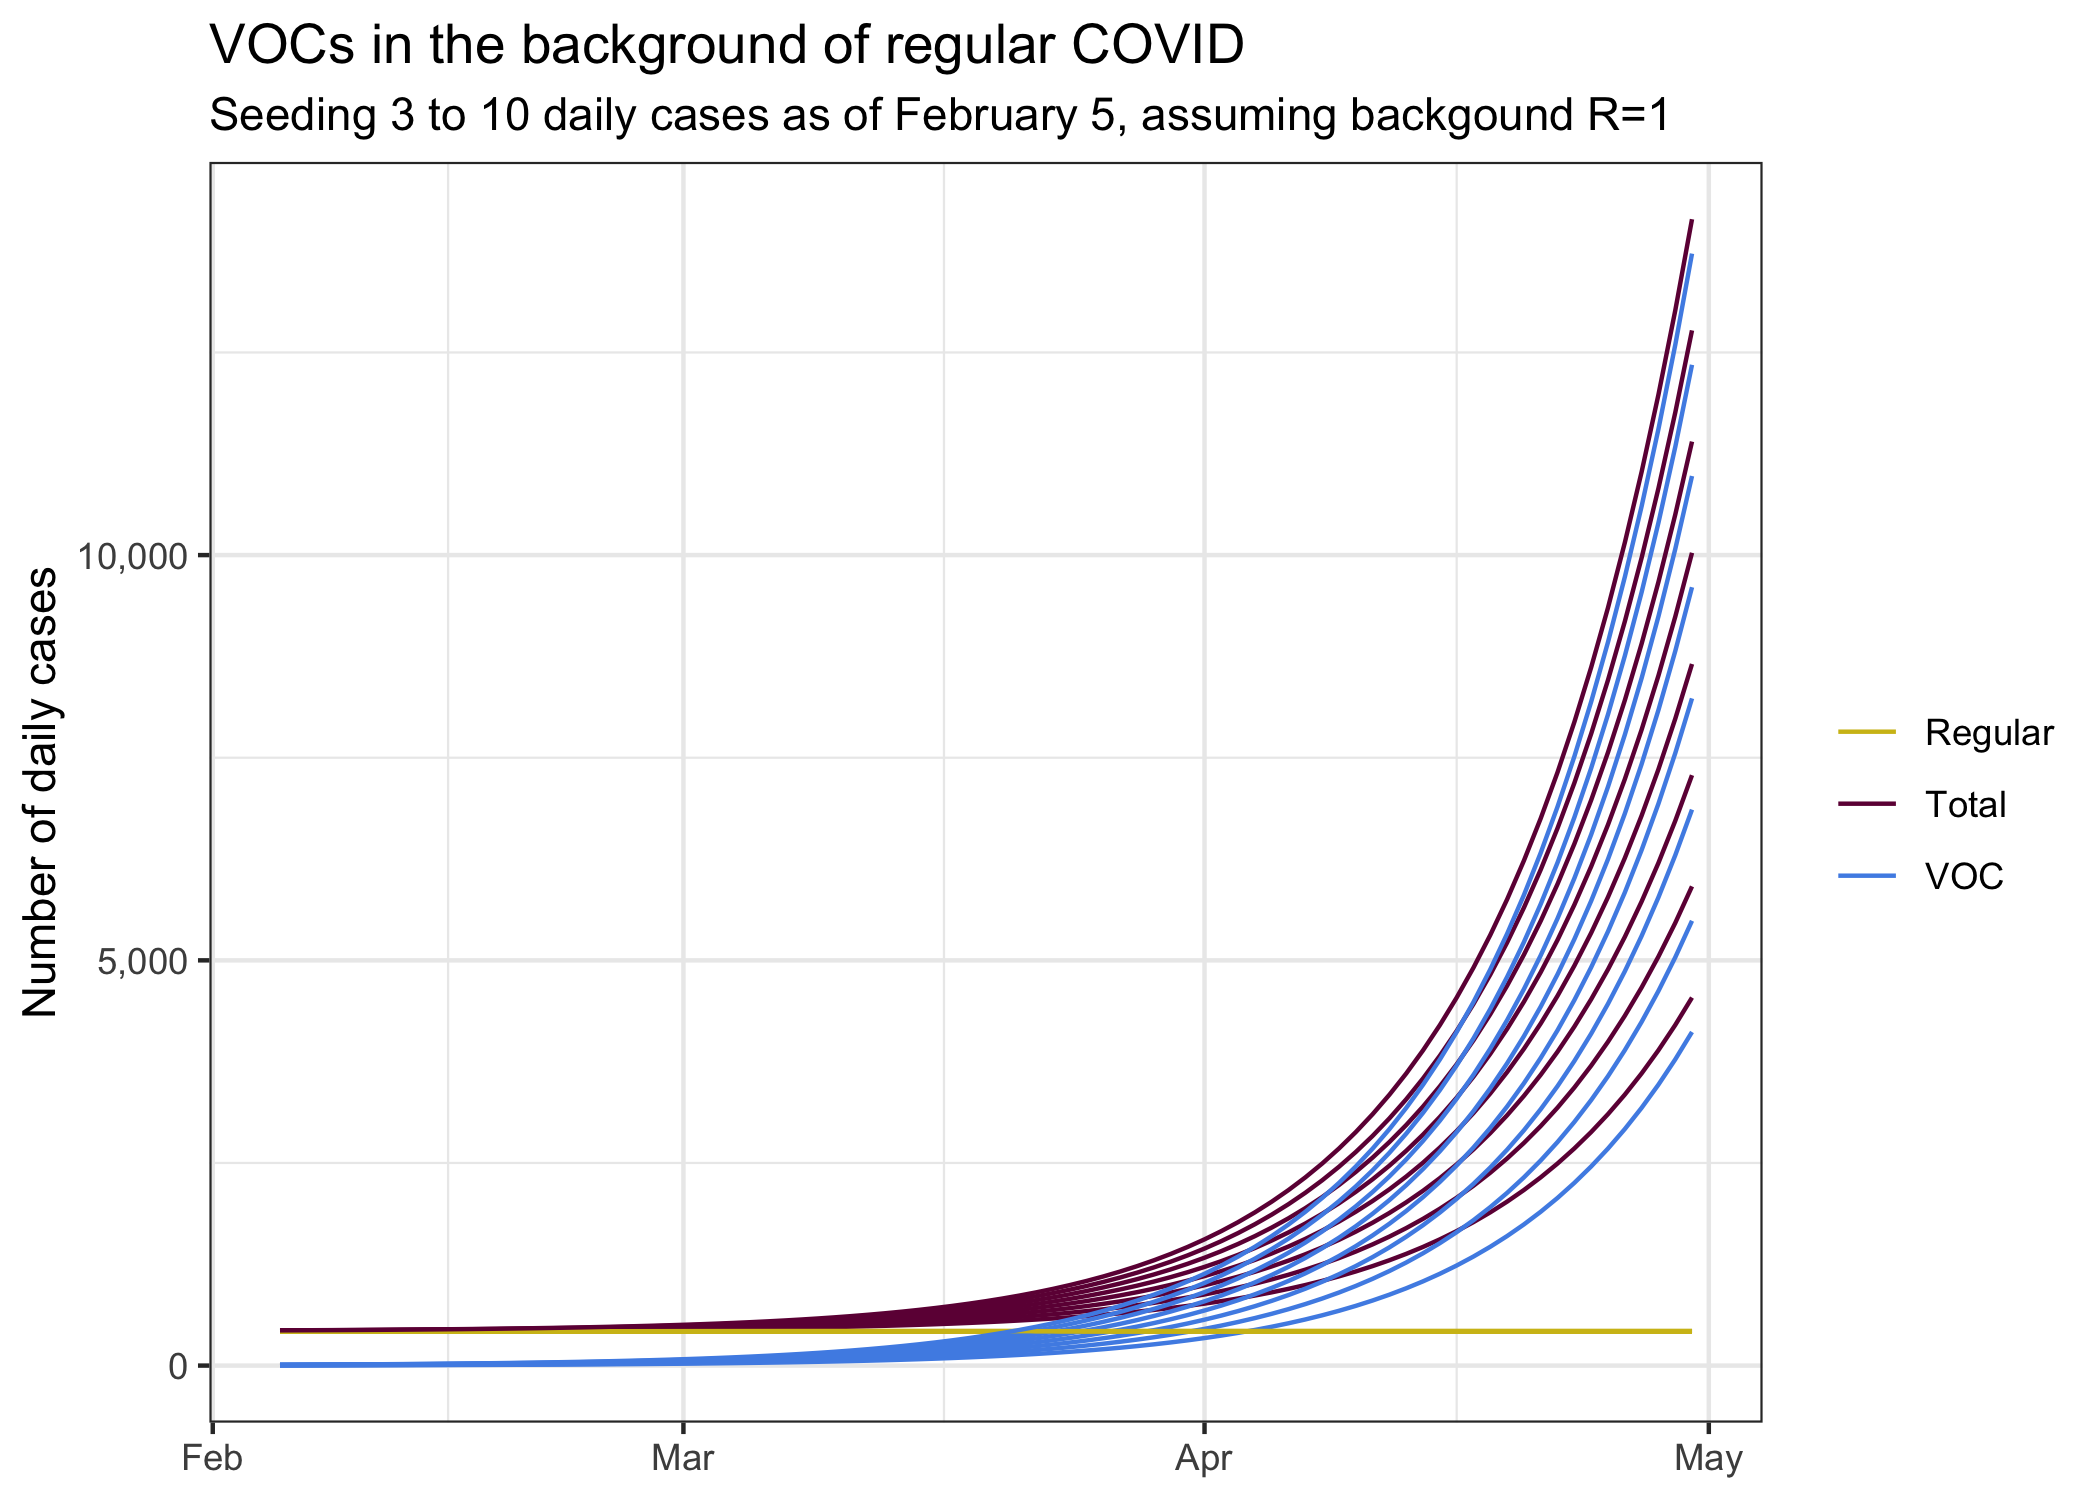 VOCs in the background of regular COVID
Seeding 3 to 10 daily cases as of February 5, assuming backgound R=1
Number of daily cases
10,000
5,000
0
Feb
Mar
Apr
May
Regular
Total
VOC